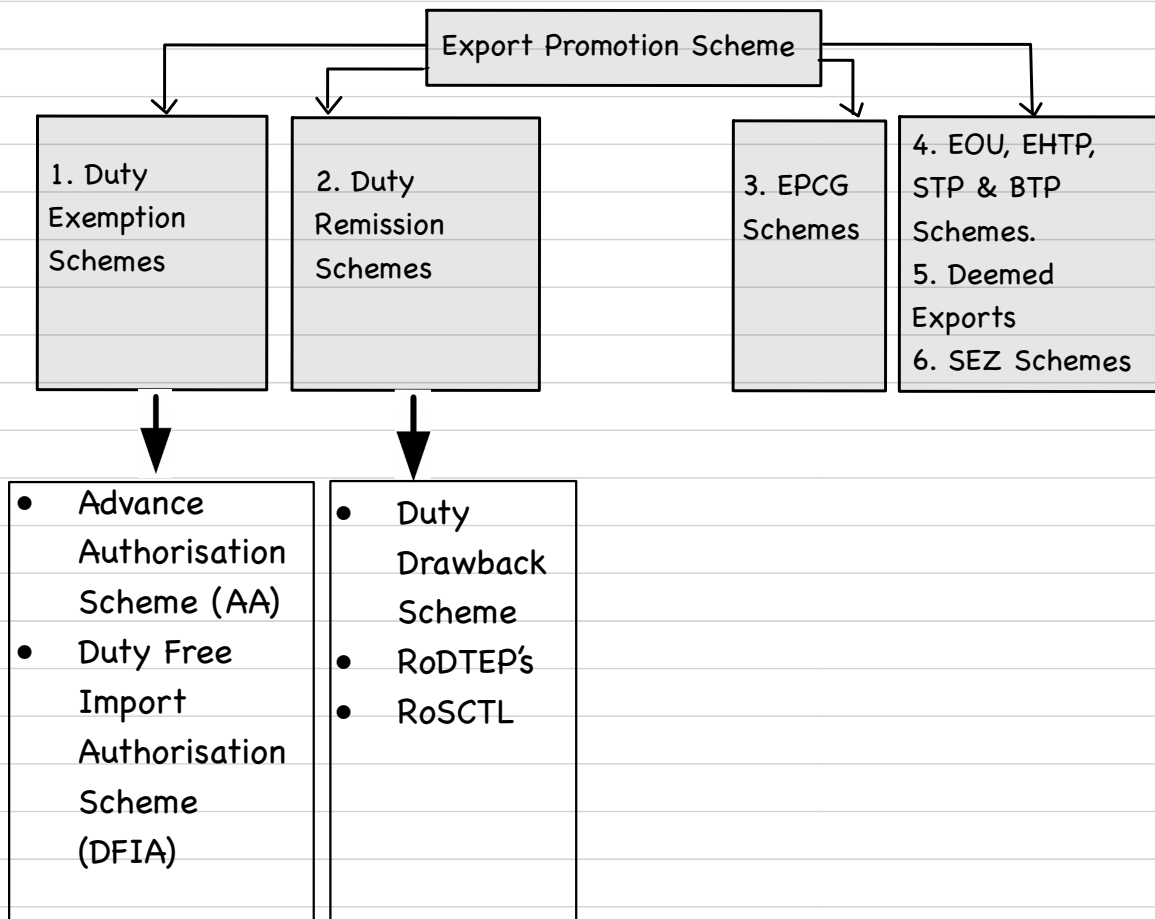 Export Promotion Scheme
1. Duty
Exemption
Schemes
2. Duty
Remission
Schemes
3. EPCG
Schemes
4. EOU, EHTP,
STP & BTP
Schemes.
5. Deemed
Exports
6. SEZ Schemes
• Advance
Authorisation
Scheme (AA)
• Duty Free
Import
Authorisation
Scheme
(DFIA)
• Duty
Drawback
Scheme
• RoDTEP's
• RoSCTL